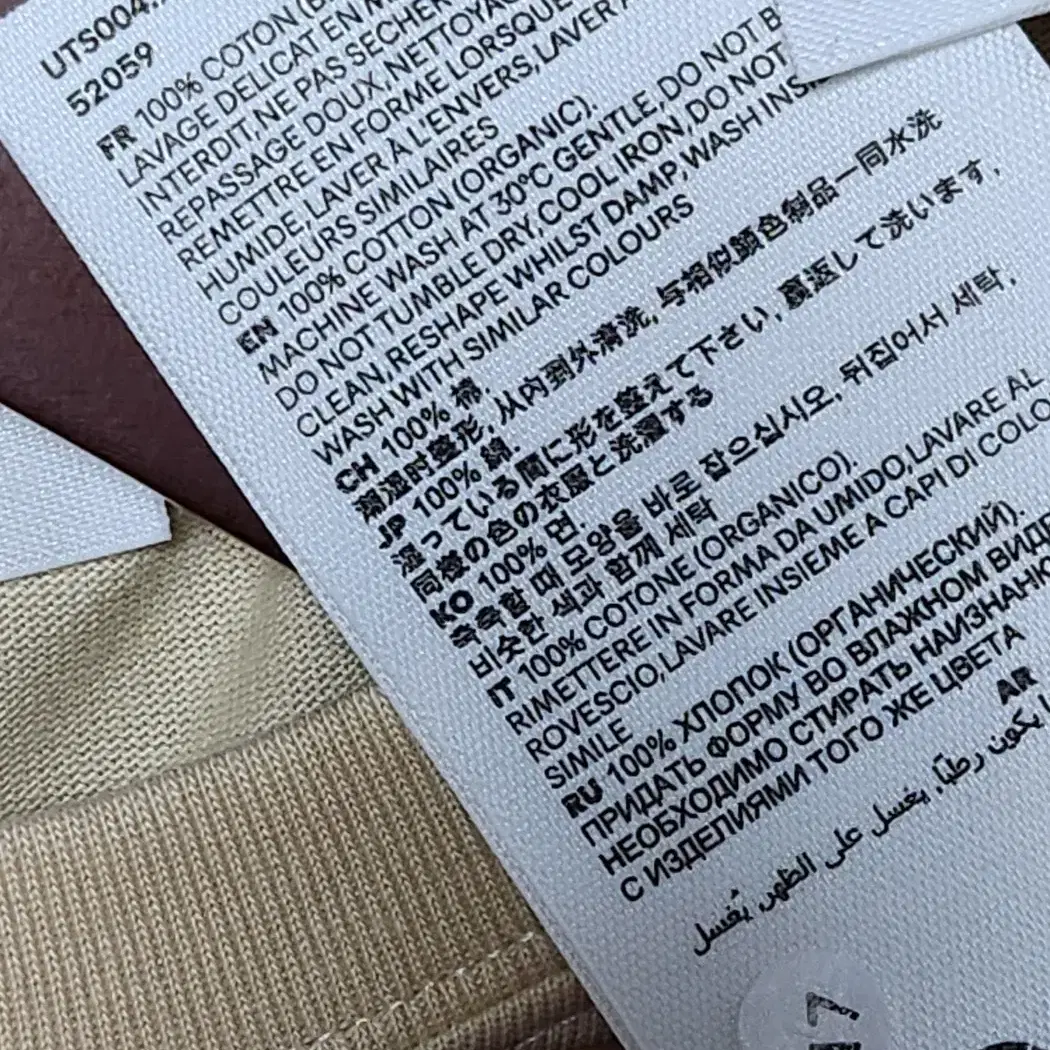 UTS004
52059
FR 100% COTON
LAVAGE DELICAT EN
INTERDIT, NE PAS SECHER
REPASSAGE DOUX, NETTOYA
REMETTRE EN FORME LORSQUE
HUMIDE, LAVER À L'ENVERS, LAVER
COULEURS SIMILAIRES
EN 100% COTTON (ORGANIC).
MACHINE WASH AT 30°C GENTLE, DO NOT B
DO NOT TUMBLE DRY, COOL IRON, DO NOT
CLEAN, RESHAPE WHILST DAMP, WASH INS
WASH WITH SIMILAR COLOURS
CH 100% 棉.
潮湿时整形, 从内到外清洗, 与相似颜色物品一同水洗
JP 100% 綿.
湿っている間に形を整えて下さい, 裏返して洗います,
同様の色の衣服と洗濯する
KO 100% 면.
축축할 때 모양을 바로 잡으십시오, 뒤집어서 세탁,
비슷한 색과 함께 세탁
IT 100% COTONE (ORGANICO).
RIMETTERE IN FORMA DA UMIDO, LAVARE AL
ROVESCIO, LAVARE INSIEME A CAPI DI COLO
SIMILE
RU 100% ХЛОПОК (ОРГАНИЧЕСКИЙ).
ПРИДАТЬ ФОРМУ ВО ВЛАЖНОМ ВИДЕ
НЕОБХОДИМО СТИРАТЬ НАИЗНАНК
С ИЗДЕЛИЯМИ ТОГО ЖЕ ЦВЕТА
AR
يكون رطبًا, يغسل على الظهر, يُغسل